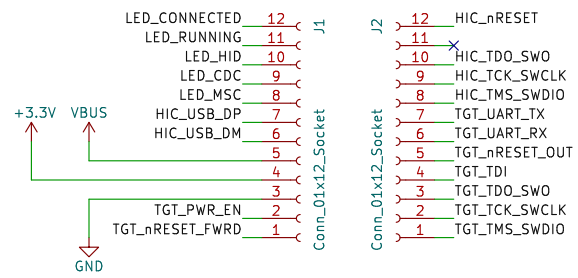 LED_CONNECTED 12 J1 J2 12 HIC_nRESET
LED_RUNNING 11 11
LED_HID 10 10 HIC_TDO_SWO
LED_CDC 9 9 HIC_TCK_SWCLK
LED_MSC 8 8 HIC_TMS_SWDIO
+3.3V VBUS HIC_USB_DP 7 7 TGT_UART_TX
HIC_USB_DM 6 6 TGT_UART_RX
5 5 TGT_nRESET_OUT
4 4 TGT_TDI
3 3 TGT_TDO_SWO
TGT_PWR_EN 2 2 TGT_TCK_SWCLK
TGT_nRESET_FWRD 1 1 TGT_TMS_SWDIO
Conn_01x12_Socket
Conn_01x12_Socket
GND